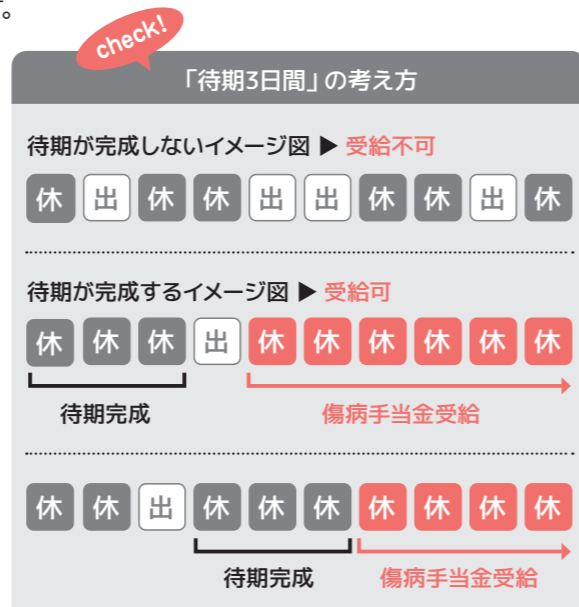 。
check!
「待期3日間」の考え方
待期が完成しないイメージ図 ▶ 受給不可
休 出 休 休 出 出 休 休 出 休
待期が完成するイメージ図 ▶ 受給可
休 休 休 出 休 休 休 休 休 休
待期完成 傷病手当金受給
休 休 出 休 休 休 休 休 休 休
待期完成 傷病手当金受給